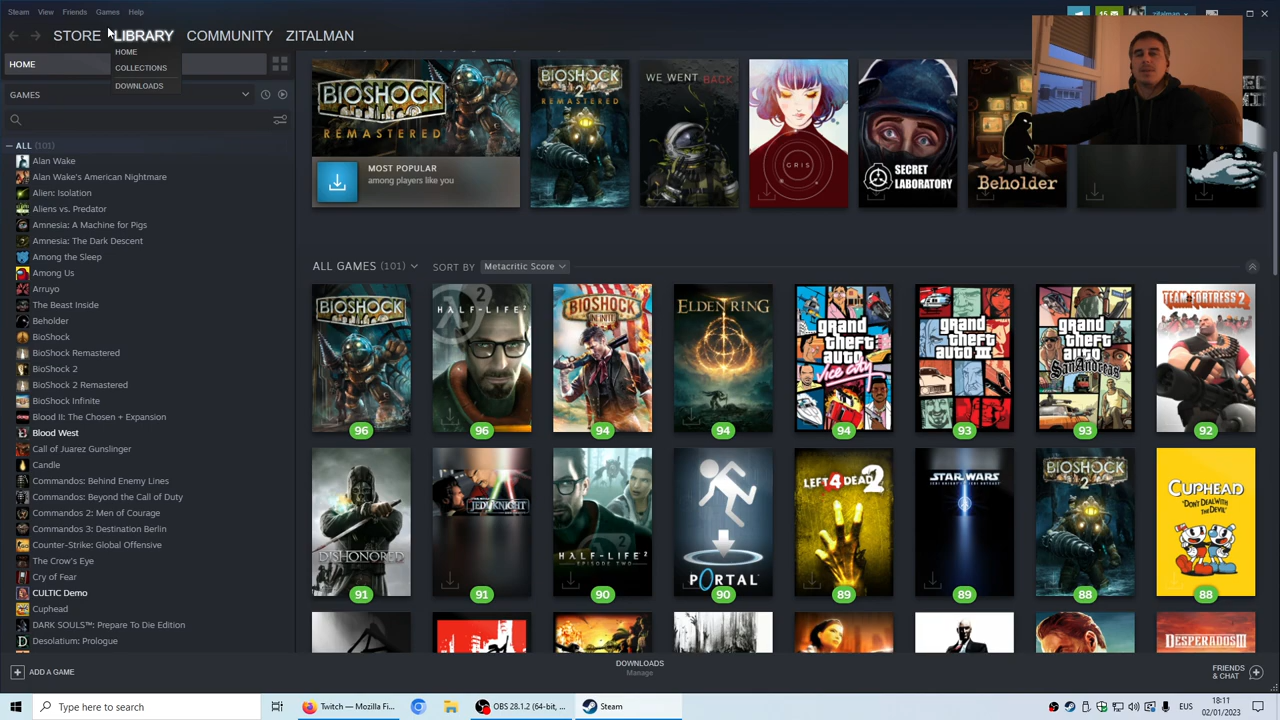 Steam View Friends Games Help
15
zitalman
STORE LIBRARY COMMUNITY ZITALMAN
HOME
HOME
COLLECTIONS
DOWNLOADS
GAMES
ALL (101)
Alan Wake
Alan Wake's American Nightmare
Alien: Isolation
Aliens vs. Predator
Amnesia: A Machine for Pigs
Amnesia: The Dark Descent
Among the Sleep
Among Us
Arruyo
The Beast Inside
Beholder
BioShock
BioShock Remastered
BioShock 2
BioShock 2 Remastered
BioShock Infinite
Blood II: The Chosen + Expansion
Blood West
Call of Juarez Gunslinger
Candle
Commandos: Behind Enemy Lines
Commandos: Beyond the Call of Duty
Commandos 2: Men of Courage
Commandos 3: Destination Berlin
Counter-Strike: Global Offensive
The Crow's Eye
Cry of Fear
CULTIC Demo
Cuphead
DARK SOULS™: Prepare To Die Edition
Desolatium: Prologue
BIOSHOCK
REMASTERED
MOST POPULAR
among players like you
BIOSHOCK
2
REMASTERED
WE WENT BACK
GRIS
SECRET
LABORATORY
Beholder
ALL GAMES (101)
SORT BY Metacritic Score
BIOSHOCK
96
HALF-LIFE 2
96
BIOSHOCK
INFINITE
94
ELDEN RING
94
grand
theft
auto
vice city
94
grand
theft
auto III
93
grand
theft
auto
San Andreas
93
TEAM FORTRESS 2
92
DISHONORED
91
JEDI KNIGHT
91
HALF-LIFE 2
EPISODE TWO
90
PORTAL
90
LEFT 4 DEAD 2
89
STAR WARS
89
BIOSHOCK
2
88
CUPHEAD
"DON'T DEAL WITH
THE DEVIL"
88
DESPERADOS III
ADD A GAME
DOWNLOADS
Manage
FRIENDS
& CHAT
Type here to search
Twitch — Mozilla Fi...
OBS 28.1.2 (64-bit, ...
Steam
EUS
18:11
02/01/2023